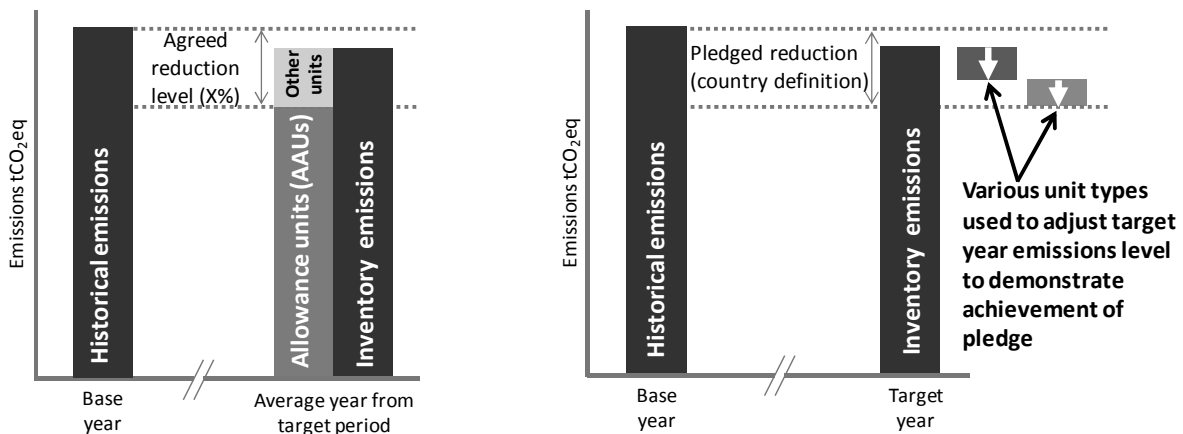 Emissions tCO2eq
Historical emissions
Agreed
reduction
level (X%)
Other
units
Allowance units (AAUs)
Inventory emissions
Base
year
Average year from
target period
Emissions tCO2eq
Historical emissions
Pledged reduction
(country definition)
Inventory emissions
Various unit types
used to adjust target
year emissions level
to demonstrate
achievement of
pledge
Base
year
Target
year